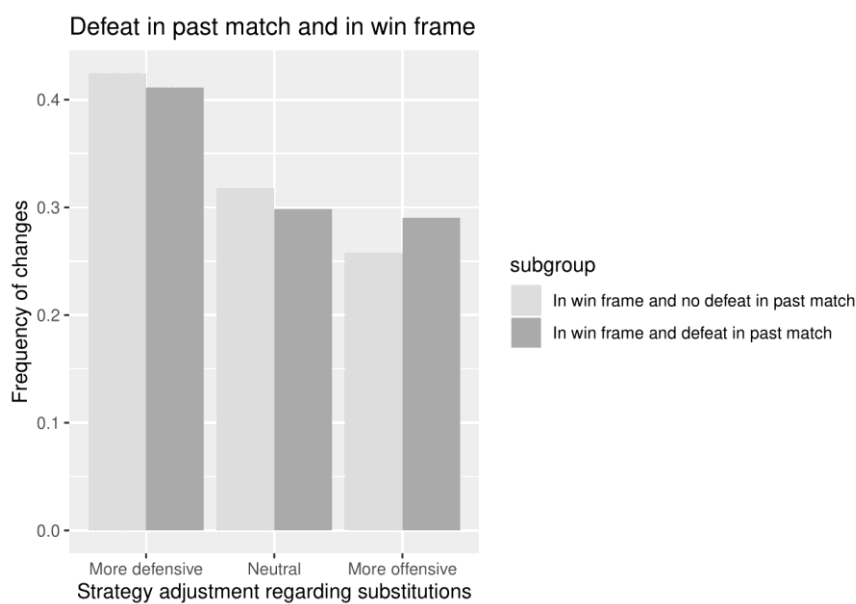 Defeat in past match and in win frame
Frequency of changes
0.4
0.3
0.2
0.1
0.0
More defensive
Neutral
More offensive
Strategy adjustment regarding substitutions
subgroup
In win frame and no defeat in past match
In win frame and defeat in past match